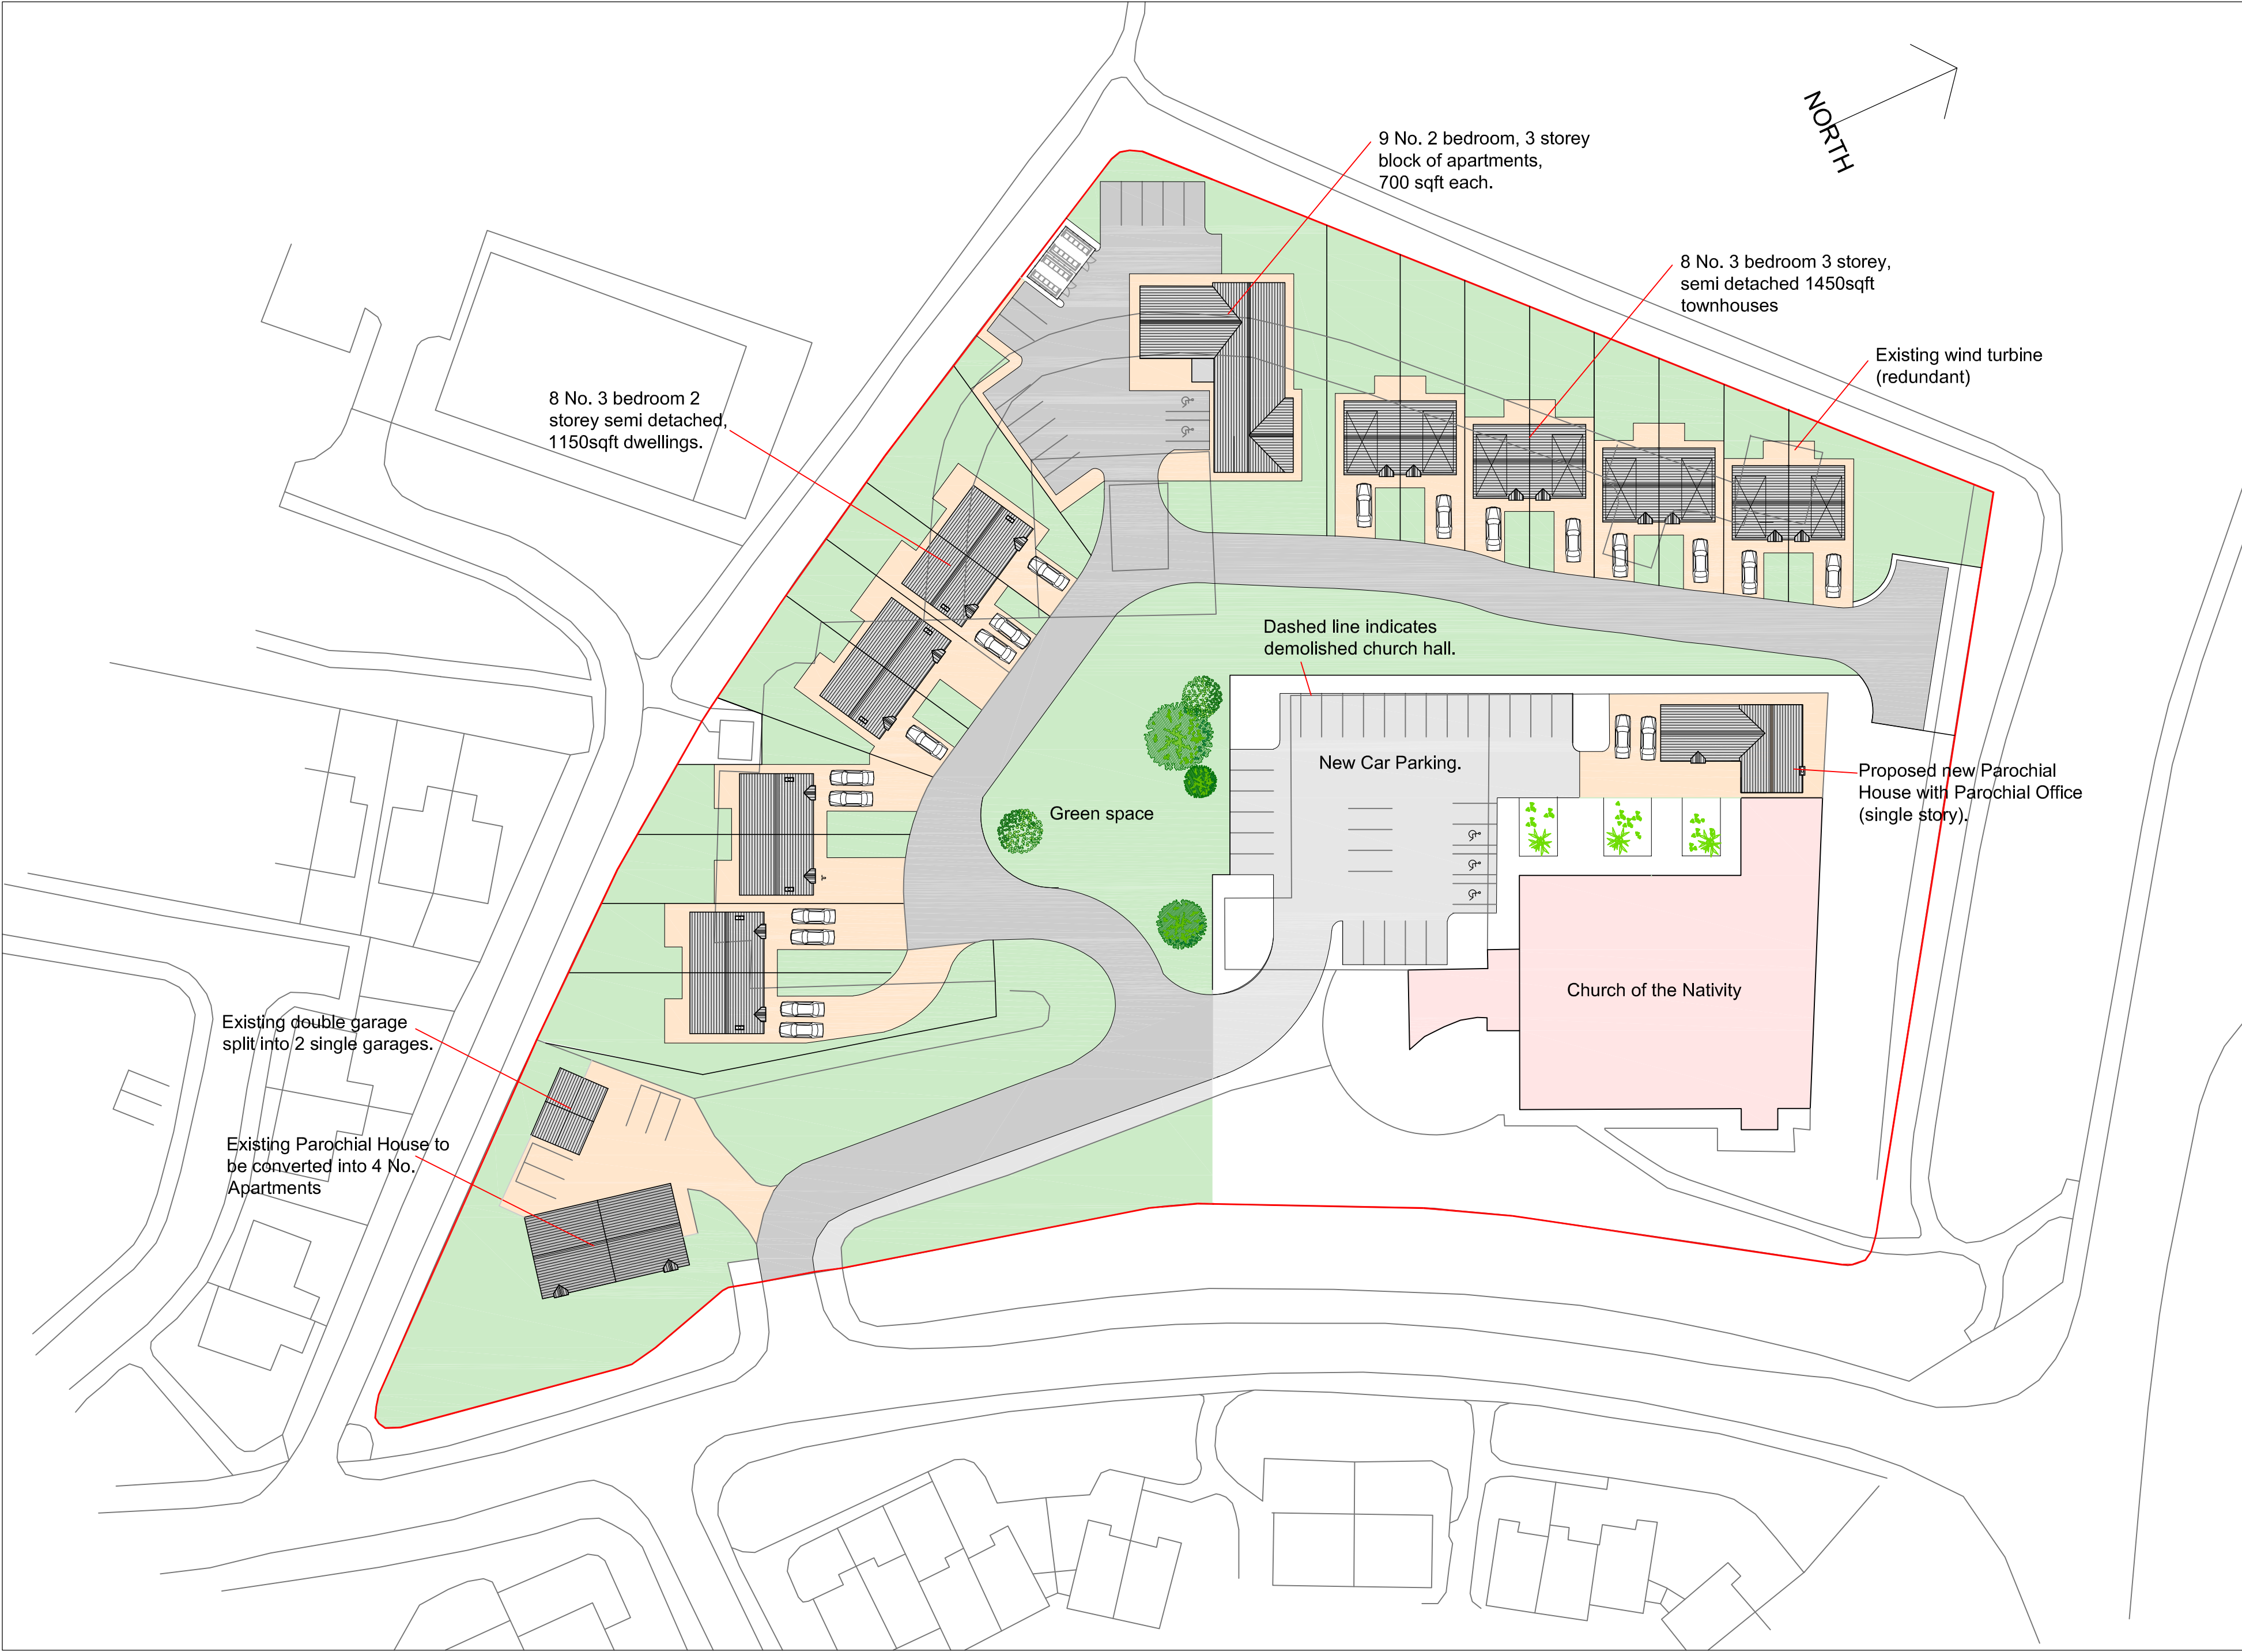 NORTH
9 No. 2 bedroom, 3 storey
block of apartments,
700 sqft each.
8 No. 3 bedroom 3 storey,
semi detached 1450sqft
townhouses
Existing wind turbine
(redundant)
8 No. 3 bedroom 2
storey semi detached,
1150sqft dwellings.
Dashed line indicates
demolished church hall.
New Car Parking.
Green space
Proposed new Parochial
House with Parochial Office
(single story).
Church of the Nativity
Existing double garage
split into 2 single garages.
Existing Parochial House to
be converted into 4 No.
Apartments